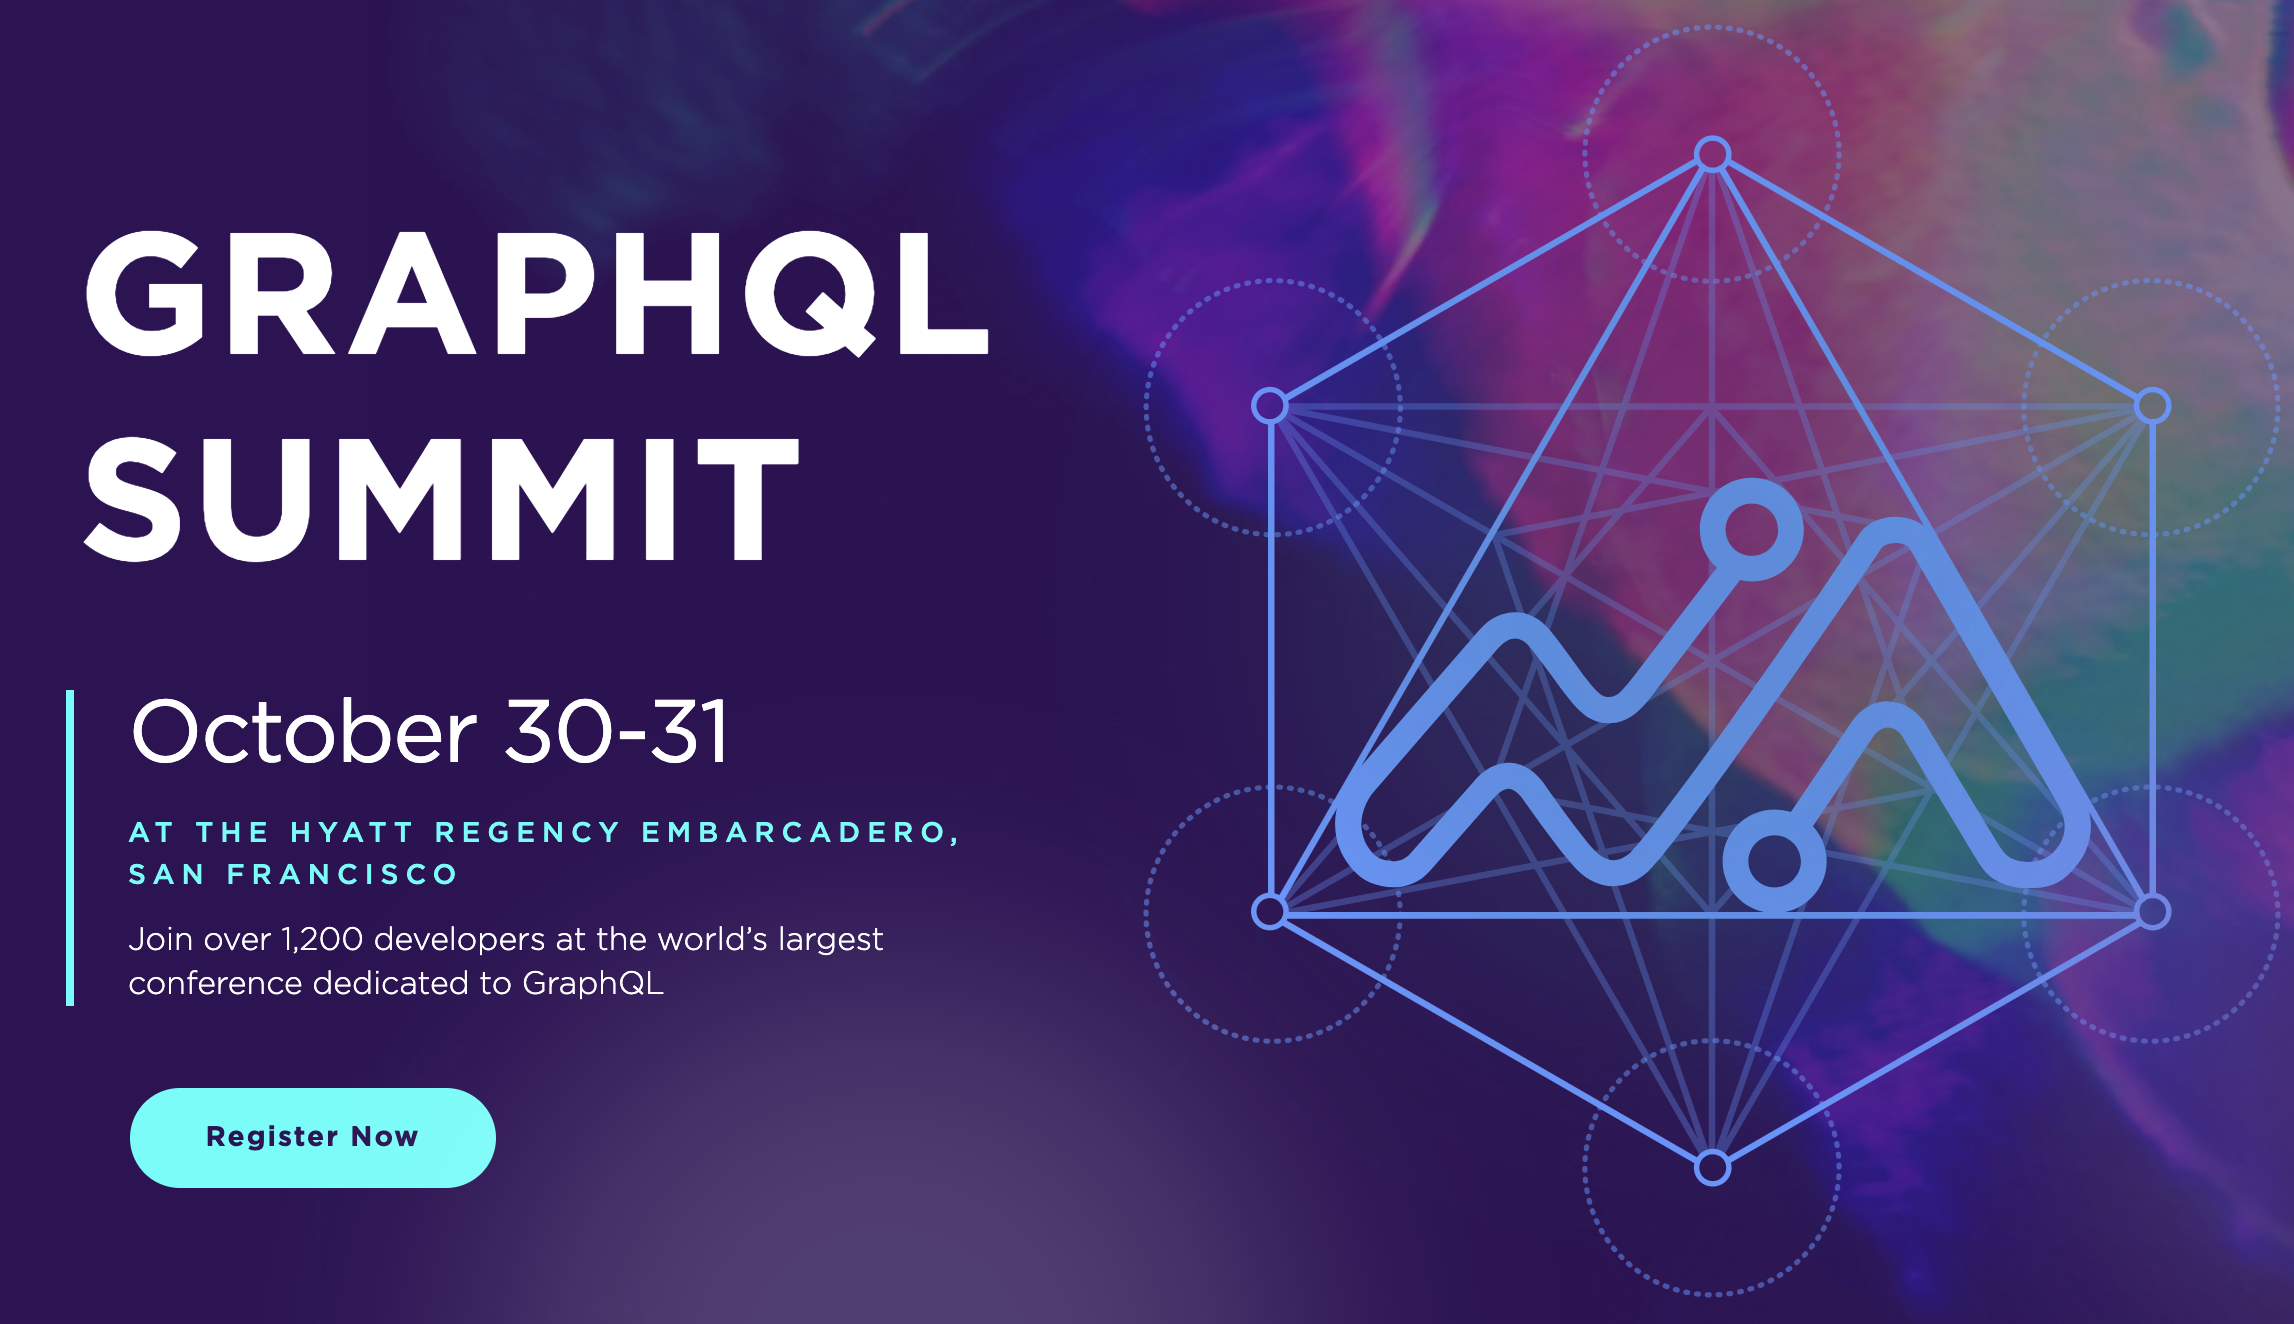 GRAPHQL
SUMMIT
October 30-31
AT THE HYATT REGENCY EMBARCADERO,
SAN FRANCISCO
Join over 1,200 developers at the world’s largest
conference dedicated to GraphQL
Register Now